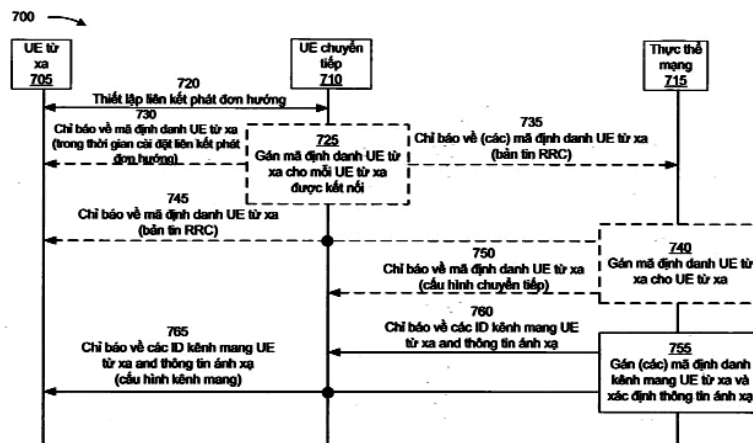 700
UE từ
xa
705
UE chuyển
tiếp
710
Thực thể
mạng
715
720
Thiết lập liên kết phát đơn hướng
730
Chỉ báo về mã định danh UE từ xa
(trong thời gian cài đặt liên kết phát
đơn hướng)
725
Gán mã định danh UE từ
xa cho mỗi UE từ xa
được kết nối
735
Chỉ báo về (các) mã định danh UE từ xa
(bản tin RRC)
745
Chỉ báo về mã định danh UE từ xa
(bản tin RRC)
740
Gán mã định danh UE từ
xa cho UE từ xa
750
Chỉ báo về mã định danh UE từ xa
(cấu hình chuyển tiếp)
760
Chỉ báo về các ID kênh mang UE
từ xa and thông tin ánh xạ
765
Chỉ báo về các ID kênh mang UE
từ xa and thông tin ánh xạ
(cấu hình kênh mang)
755
Gán (các) mã định danh
kênh mang UE từ xa và
xác định thông tin ánh xạ